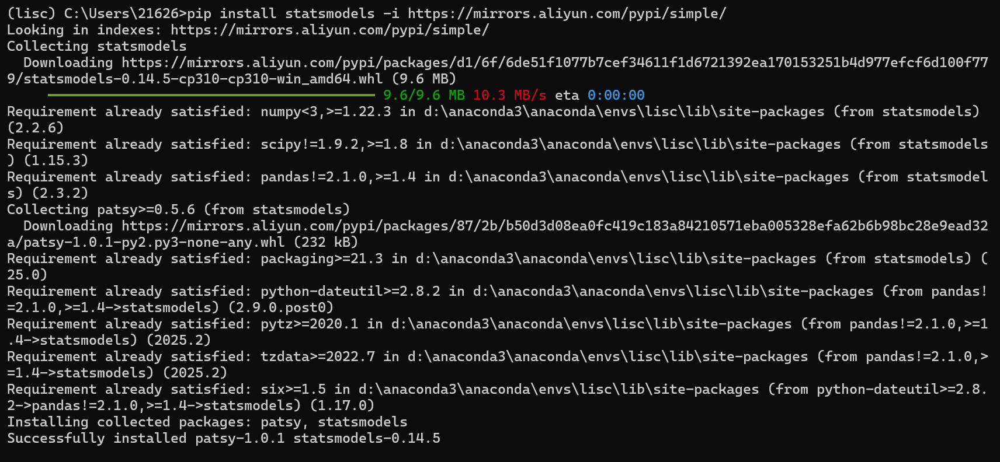 (lisc) C:\Users\21626>pip install statsmodels -i https://mirrors.aliyun.com/pypi/simple/
Looking in indexes: https://mirrors.aliyun.com/pypi/simple/
Collecting statsmodels
  Downloading https://mirrors.aliyun.com/pypi/packages/d1/6f/6de51f1077b7cef34611f1d6721392ea170153251b4d977efcf6d100f77
9/statsmodels-0.14.5-cp310-cp310-win_amd64.whl (9.6 MB)
9.6/9.6 MB 10.3 MB/s eta 0:00:00
Requirement already satisfied: numpy<3,>=1.22.3 in d:\anaconda3\anaconda\envs\lisc\lib\site-packages (from statsmodels)
(2.2.6)
Requirement already satisfied: scipy!=1.9.2,>=1.8 in d:\anaconda3\anaconda\envs\lisc\lib\site-packages (from statsmodels
) (1.15.3)
Requirement already satisfied: pandas!=2.1.0,>=1.4 in d:\anaconda3\anaconda\envs\lisc\lib\site-packages (from statsmodel
s) (2.3.2)
Collecting patsy>=0.5.6 (from statsmodels)
  Downloading https://mirrors.aliyun.com/pypi/packages/87/2b/b50d3d08ea0fc419c183a84210571eba005328efa62b6b98bc28e9ead32
a/patsy-1.0.1-py2.py3-none-any.whl (232 kB)
Requirement already satisfied: packaging>=21.3 in d:\anaconda3\anaconda\envs\lisc\lib\site-packages (from statsmodels) (
25.0)
Requirement already satisfied: python-dateutil>=2.8.2 in d:\anaconda3\anaconda\envs\lisc\lib\site-packages (from pandas!
=2.1.0,>=1.4->statsmodels) (2.9.0.post0)
Requirement already satisfied: pytz>=2020.1 in d:\anaconda3\anaconda\envs\lisc\lib\site-packages (from pandas!=2.1.0,>=1
.4->statsmodels) (2025.2)
Requirement already satisfied: tzdata>=2022.7 in d:\anaconda3\anaconda\envs\lisc\lib\site-packages (from pandas!=2.1.0,>
=1.4->statsmodels) (2025.2)
Requirement already satisfied: six>=1.5 in d:\anaconda3\anaconda\envs\lisc\lib\site-packages (from python-dateutil>=2.8.
2->pandas!=2.1.0,>=1.4->statsmodels) (1.17.0)
Installing collected packages: patsy, statsmodels
Successfully installed patsy-1.0.1 statsmodels-0.14.5